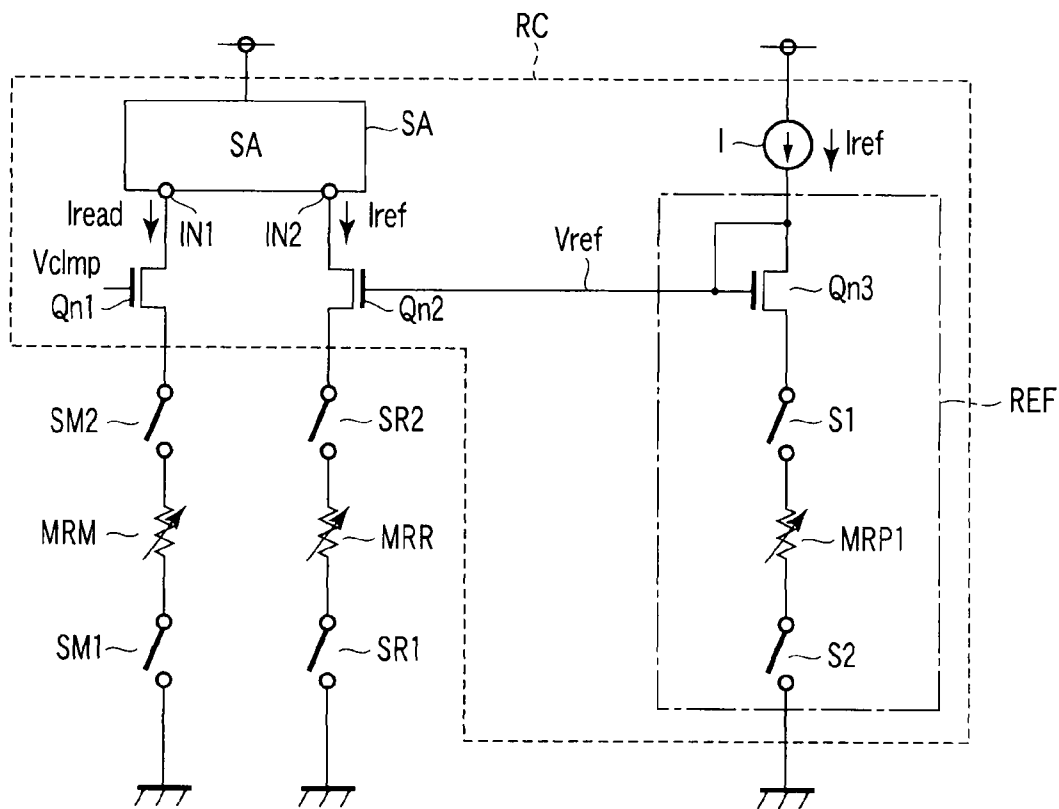 RC
SA
SA
I
Iref
Iread
IN1
IN2
Iref
Vclmp
Vref
Qn1
Qn2
Qn3
SM2
SR2
S1
REF
MRM
MRR
MRP1
SM1
SR1
S2